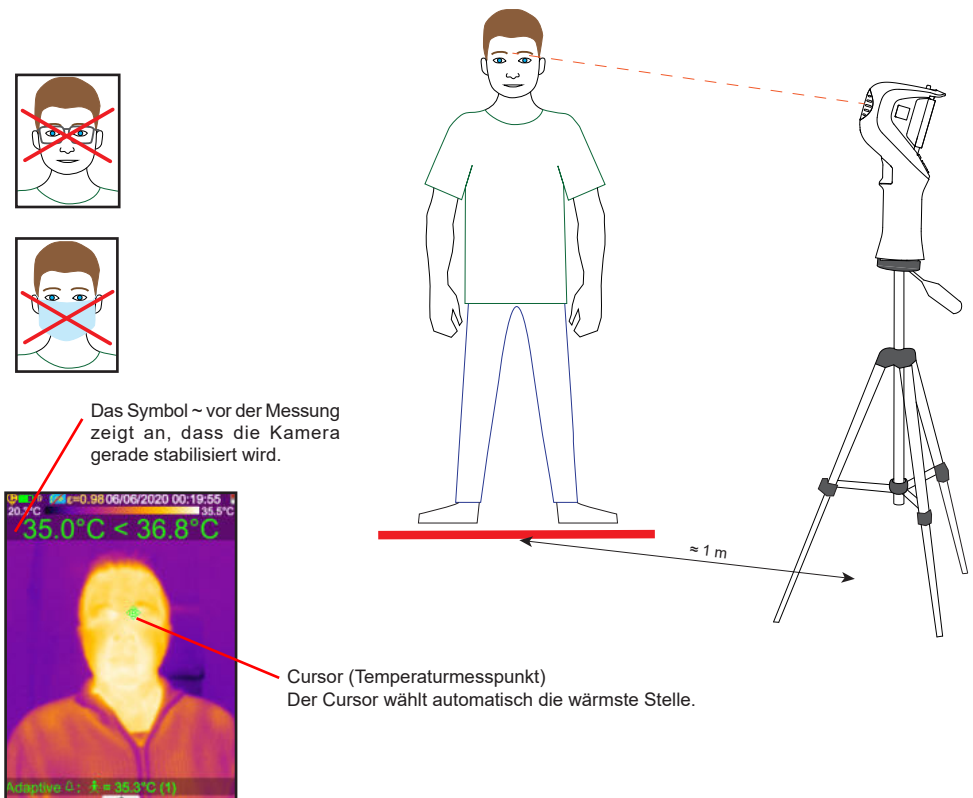 Das Symbol ~ vor der Messung
zeigt an, dass die Kamera
gerade stabilisiert wird.
ε=0.98 06/06/2020 00:19:55
35.5°C
35.0°C < 36.8°C
≈ 1 m
Cursor (Temperaturmesspunkt)
Der Cursor wählt automatisch die wärmste Stelle.
Adaptive : = 35.3°C (1)